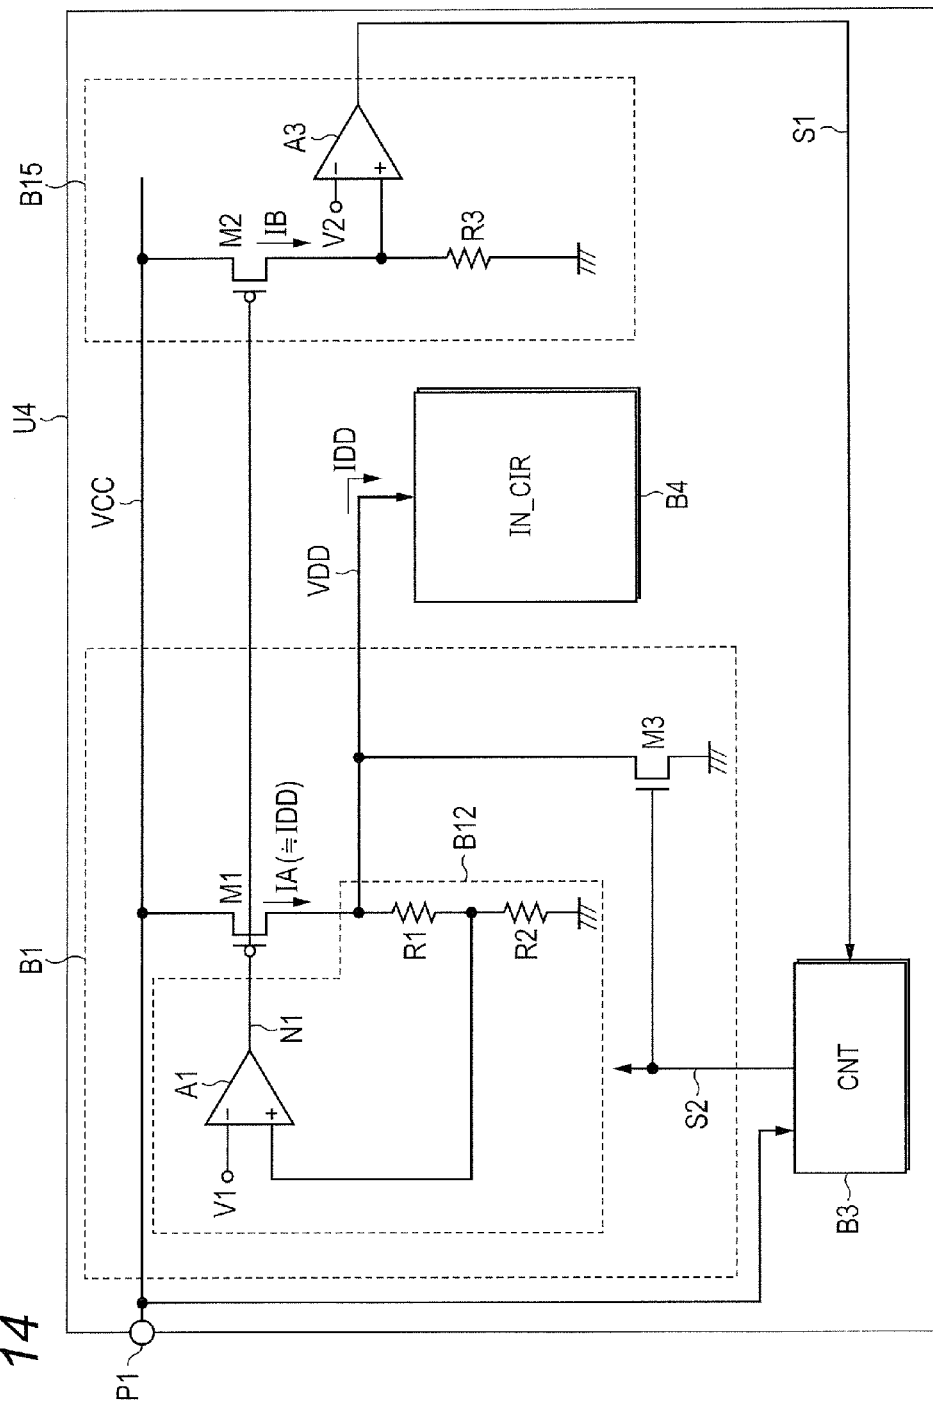 14
P1
VCC
U4
B1
B15
M1
IA(≒IDD)
M2
IB
A1
V1
−
+
N1
R1
R2
B12
M3
VDD
IDD
IN_CIR
B4
A3
V2
−
+
R3
S1
S2
CNT
B3